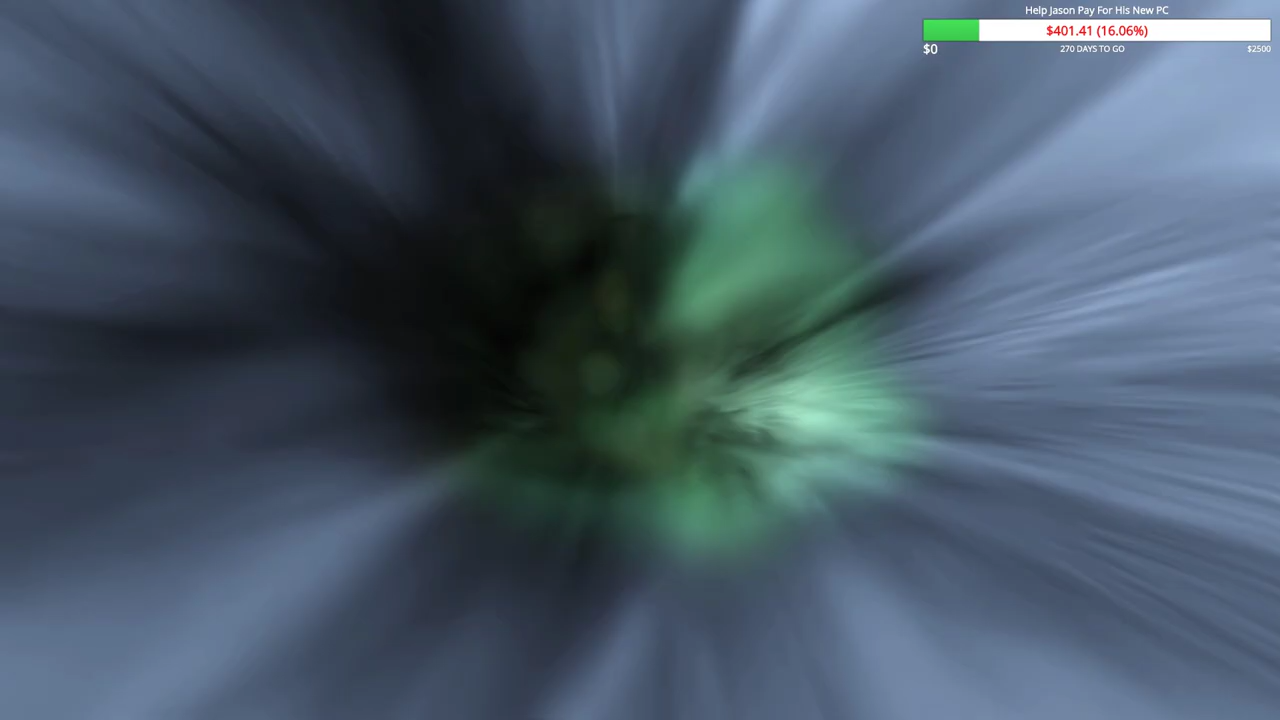 Help Jason Pay For His New PC
$401.41 (16.06%)
$0 270 DAYS TO GO $2500